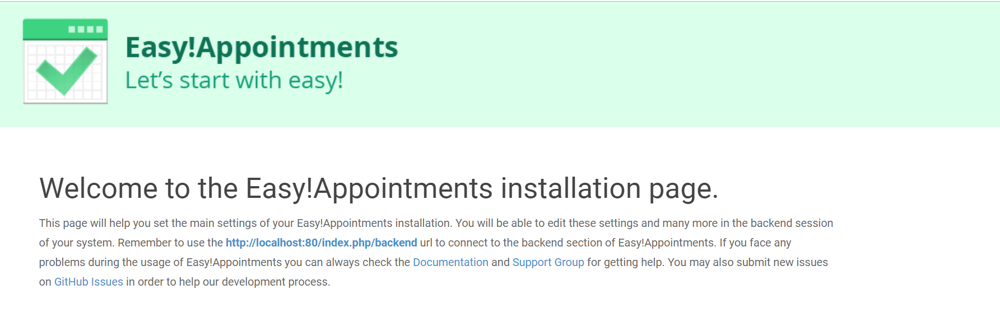 Easy!Appointments
Let’s start with easy!
Welcome to the Easy!Appointments installation page.
This page will help you set the main settings of your Easy!Appointments installation. You will be able to edit these settings and many more in the backend session
of your system. Remember to use the http://localhost:80/index.php/backend url to connect to the backend section of Easy!Appointments. If you face any
problems during the usage of Easy!Appointments you can always check the Documentation and Support Group for getting help. You may also submit new issues
on GitHub Issues in order to help our development process.